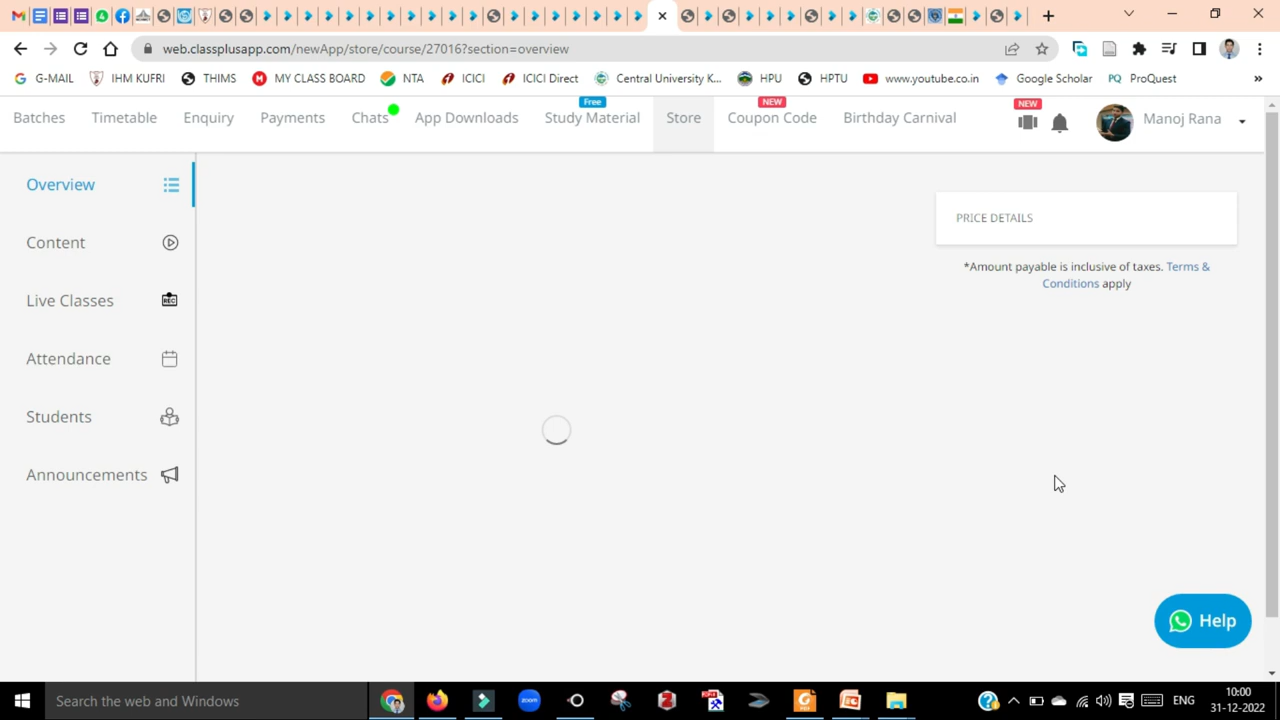 web.classplusapp.com/newApp/store/course/27016?section=overview
G-MAIL IHM KUFRI THIMS MY CLASS BOARD NTA ICICI ICICI Direct Central University K... HPU HPTU www.youtube.co.in Google Scholar PQ ProQuest »
Free NEW NEW
Batches Timetable Enquiry Payments Chats App Downloads Study Material Store Coupon Code Birthday Carnival Manoj Rana
Overview
Content
Live Classes REC
Attendance
Students
Announcements
PRICE DETAILS
*Amount payable is inclusive of taxes. Terms &
Conditions apply
Help
Search the web and Windows zoom ENG 10:00
31-12-2022